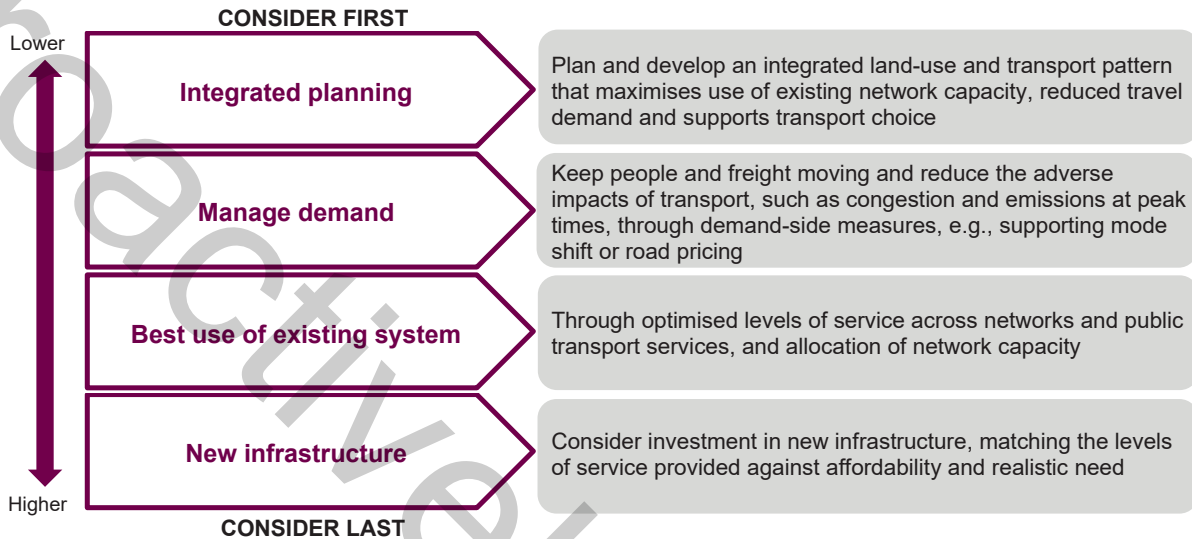 CONSIDER FIRST
Lower
Integrated planning
Plan and develop an integrated land-use and transport pattern
that maximises use of existing network capacity, reduced travel
demand and supports transport choice
Manage demand
Keep people and freight moving and reduce the adverse
impacts of transport, such as congestion and emissions at peak
times, through demand-side measures, e.g., supporting mode
shift or road pricing
Best use of existing system
Through optimised levels of service across networks and public
transport services, and allocation of network capacity
New infrastructure
Consider investment in new infrastructure, matching the levels
of service provided against affordability and realistic need
Higher
CONSIDER LAST